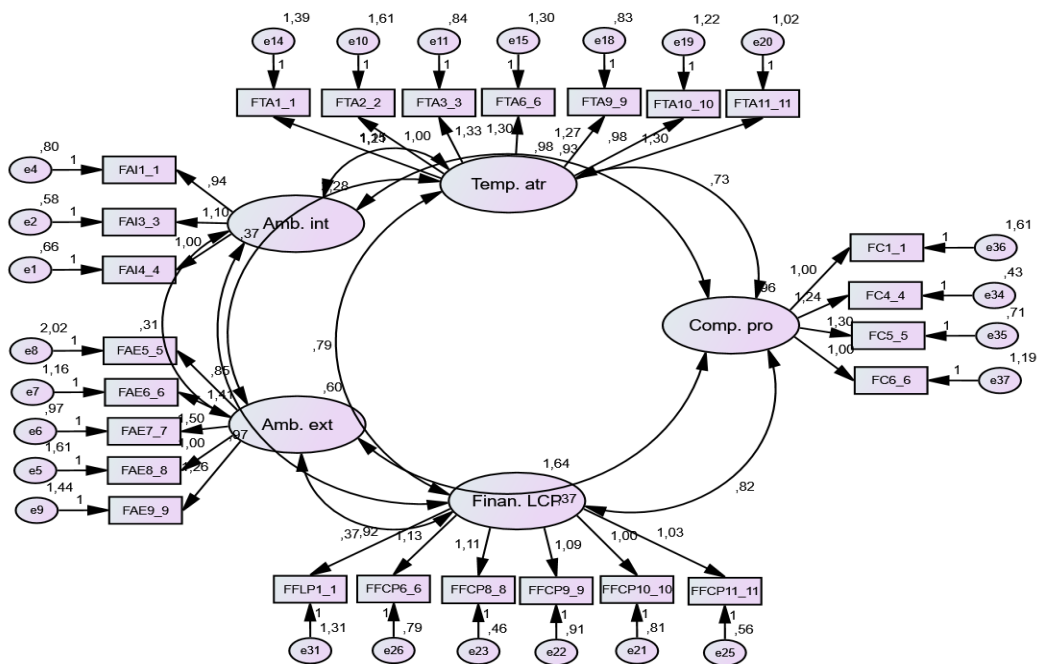 1,39 1,61 ,84 1,30 ,83 1,22 1,02
e14 e10 e11 e15 e18 e19 e20
1 1 1 1 1 1 1
FTA1_1 FTA2_2 FTA3_3 FTA6_6 FTA9_9 FTA10_10 FTA11_11
1,00 1,33 1,30 1,27 ,98 1,30
,98 ,93
Temp. atr
,73
,80
e4 1 FAI1_1 ,94
,58
e2 1 FAI3_3 1,10
,66
e1 1 FAI4_4 1,00
,28
Amb. int
,37
1,61
FC1_1 1 e36
1,00
,43
FC4_4 1 e34
1,24
,71
FC5_5 1 e35
1,30
1,19
FC6_6 1 e37
1,00
,96
Comp. pro
,31
,79
,60
2,02
e8 1 FAE5_5 ,85
1,16
e7 1 FAE6_6 1,41
,97
e6 1 FAE7_7 1,50
1,61
e5 1 FAE8_8 1,00
1,44
e9 1 FAE9_9 1,26
Amb. ext
,97
1,64
,82
Finan. LCP
,37
,37 ,92 1,13 1,11 1,09 1,00 1,03
FFLP1_1 FFCP6_6 FFCP8_8 FFCP9_9 FFCP10_10 FFCP11_11
1 1 1 1 1 1
1,31 ,79 ,46 ,91 ,81 ,56
e31 e26 e23 e22 e21 e25